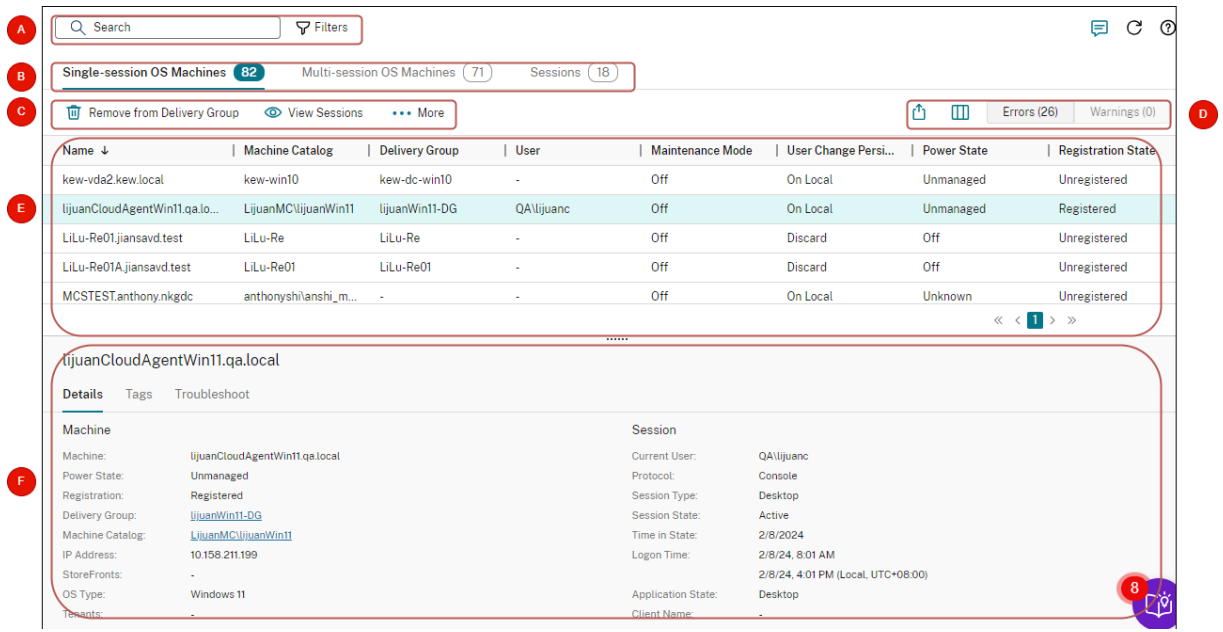 A
Search Filters
B
Single-session OS Machines 82 Multi-session OS Machines 71 Sessions 18
C
Remove from Delivery Group View Sessions ••• More Errors (26) Warnings (0)
D
Name ↓ Machine Catalog Delivery Group User Maintenance Mode User Change Persi... Power State Registration State
kew-vda2.kew.local kew-win10 kew-dc-win10 - Off On Local Unmanaged Unregistered
E
lijuanCloudAgentWin11.qa.lo... LijuanMC\lijuanWin11 lijuanWin11-DG QA\lijuanc Off On Local Unmanaged Registered
LiLu-Re01.jiansavd.test LiLu-Re LiLu-Re - Off Discard Off Unregistered
LiLu-Re01A.jiansavd.test LiLu-Re01 LiLu-Re01 - Off Discard Off Unregistered
MCSTEST.anthony.nkgdc anthonyshi\anshi_m... - - Off On Local Unknown Unregistered
« < 1 > »
lijuanCloudAgentWin11.qa.local
Details Tags Troubleshoot
F
Machine
Machine: lijuanCloudAgentWin11.qa.local
Power State: Unmanaged
Registration: Registered
Delivery Group: lijuanWin11-DG
Machine Catalog: LijuanMC\lijuanWin11
IP Address: 10.158.211.199
StoreFronts: -
OS Type: Windows 11
Tenants: -
Session
Current User: QA\lijuanc
Protocol: Console
Session Type: Desktop
Session State: Active
Time in State: 2/8/2024
Logon Time: 2/8/24, 8:01 AM
2/8/24, 4:01 PM (Local, UTC+08:00)
Application State: Desktop
Client Name: -
8